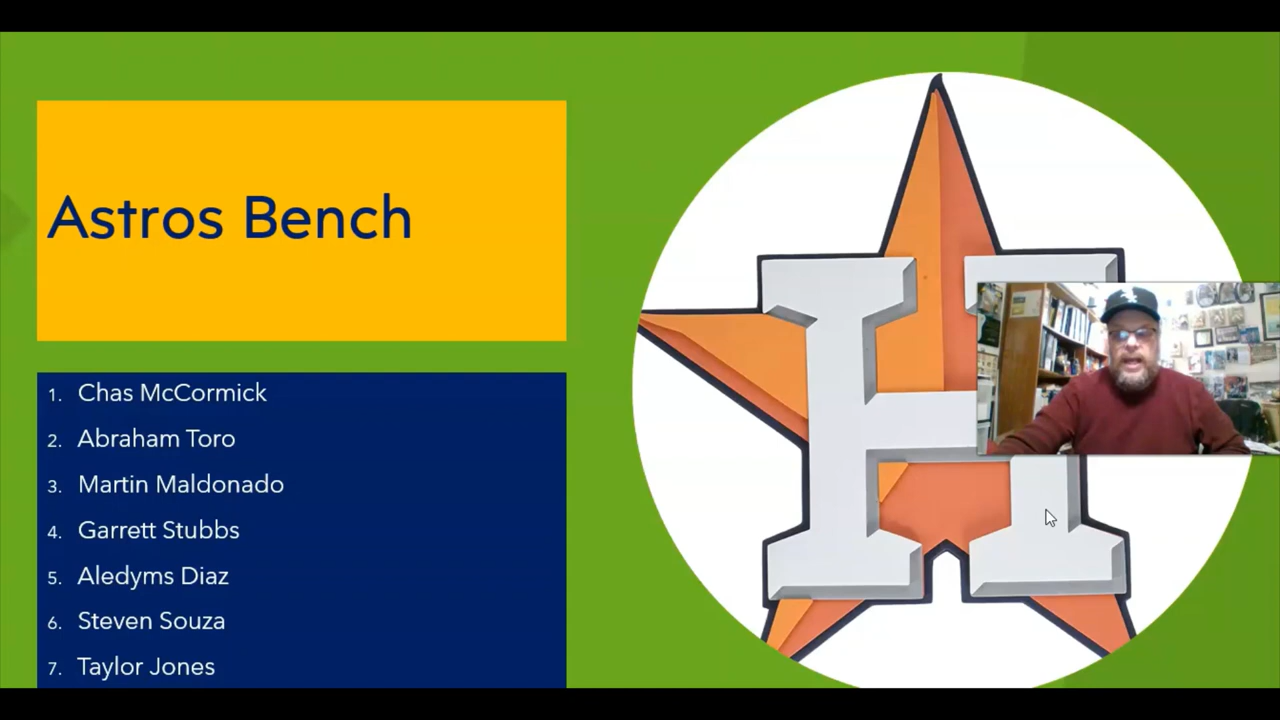 Astros Bench
1. Chas McCormick
2. Abraham Toro
3. Martin Maldonado
4. Garrett Stubbs
5. Aledyms Diaz
6. Steven Souza
7. Taylor Jones
H